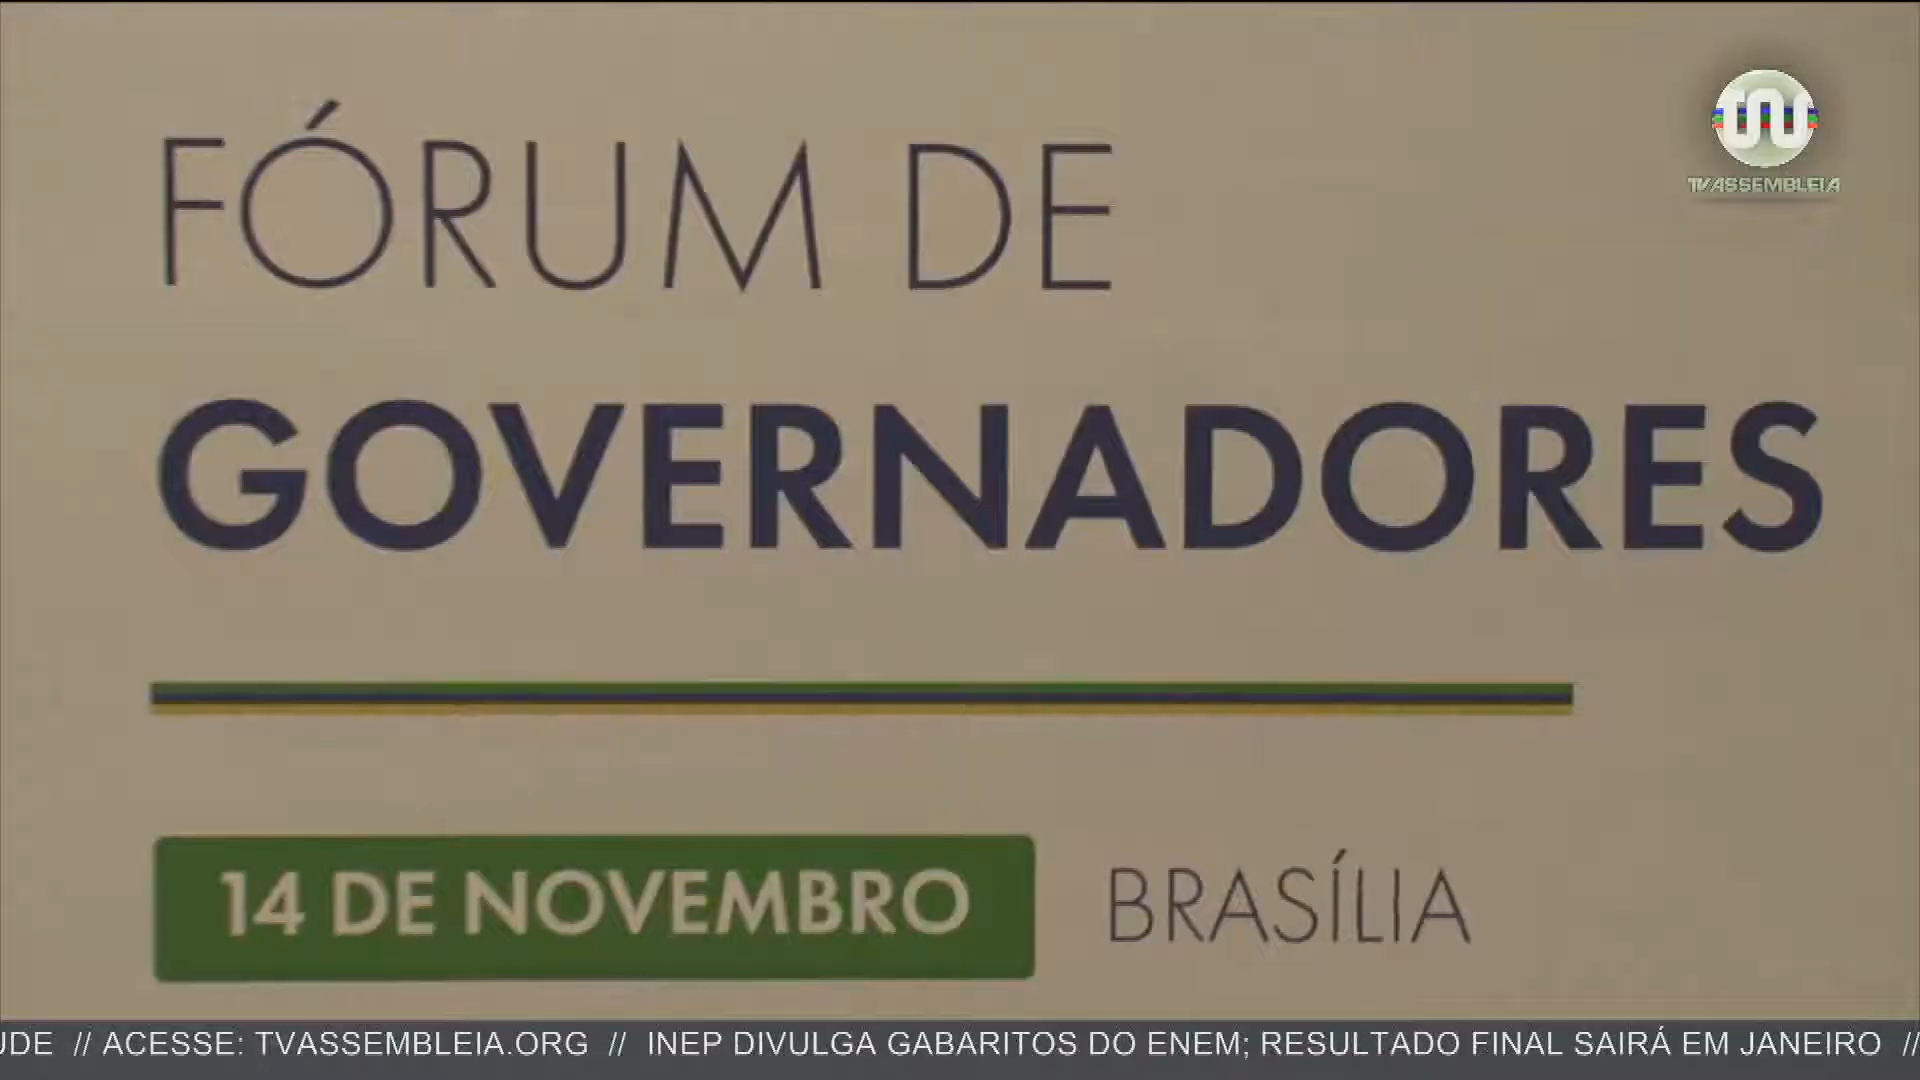 FÓRUM DE
TVASSEMBLEIA
GOVERNADORES
14 DE NOVEMBRO
BRASÍLIA
// ACESSE: TVASSEMBLEIA.ORG // INEP DIVULGA GABARITOS DO ENEM; RESULTADO FINAL SAIRÁ EM JANEIRO //